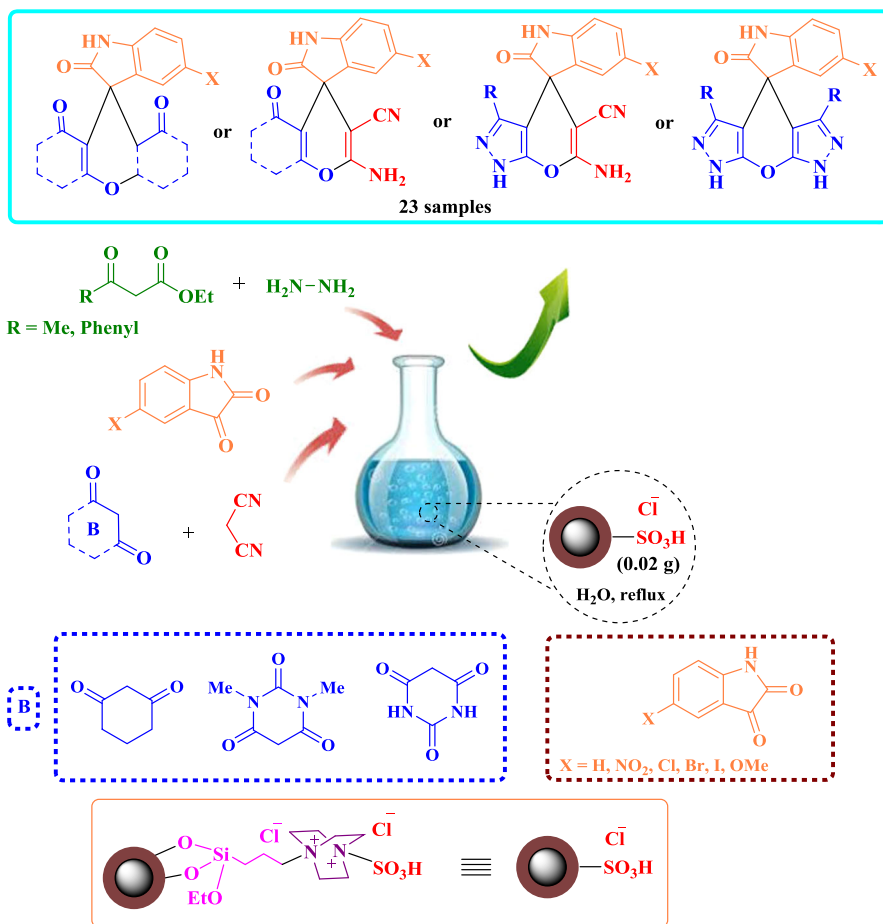 HN O X HN O X HN O X HN O X
O O or O CN or R CN or R R
O O NH₂ N N H O NH₂ N N H O N H N
23 samples
O O
R OEt + H₂N–NH₂
R = Me, Phenyl
H
N
O
X O
O
B O + CN
CN
Cl⁻
SO₃H
(0.02 g)
H₂O, reflux
B
O O
Me N O N Me
O O
O O
HN NH
O
H
N
O
X O
X = H, NO₂, Cl, Br, I, OMe
O Si Cl⁻ N⁺ N⁺ Cl⁻
O SO₃H
EtO
Cl⁻
SO₃H